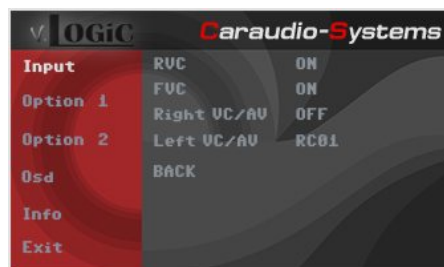 v.LOGiC Caraudio-Systems
Input RVC ON
FVC ON
Option 1 Right VC/AV OFF
Option 2 Left VC/AV RC01
Osd BACK
Info
Exit